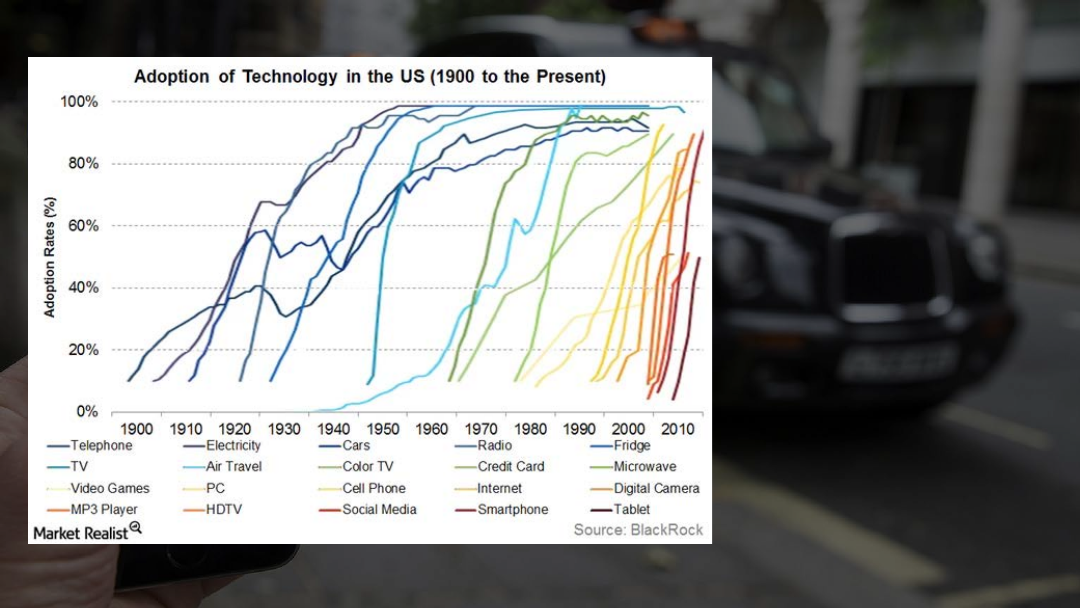 Adoption of Technology in the US (1900 to the Present)
100%
80%
60%
40%
20%
0%
Adoption Rates (%)
1900 1910 1920 1930 1940 1950 1960 1970 1980 1990 2000 2010
Telephone Electricity Cars Radio Fridge
TV Air Travel Color TV Credit Card Microwave
Video Games PC Cell Phone Internet Digital Camera
MP3 Player HDTV Social Media Smartphone Tablet
Market Realist Source: BlackRock